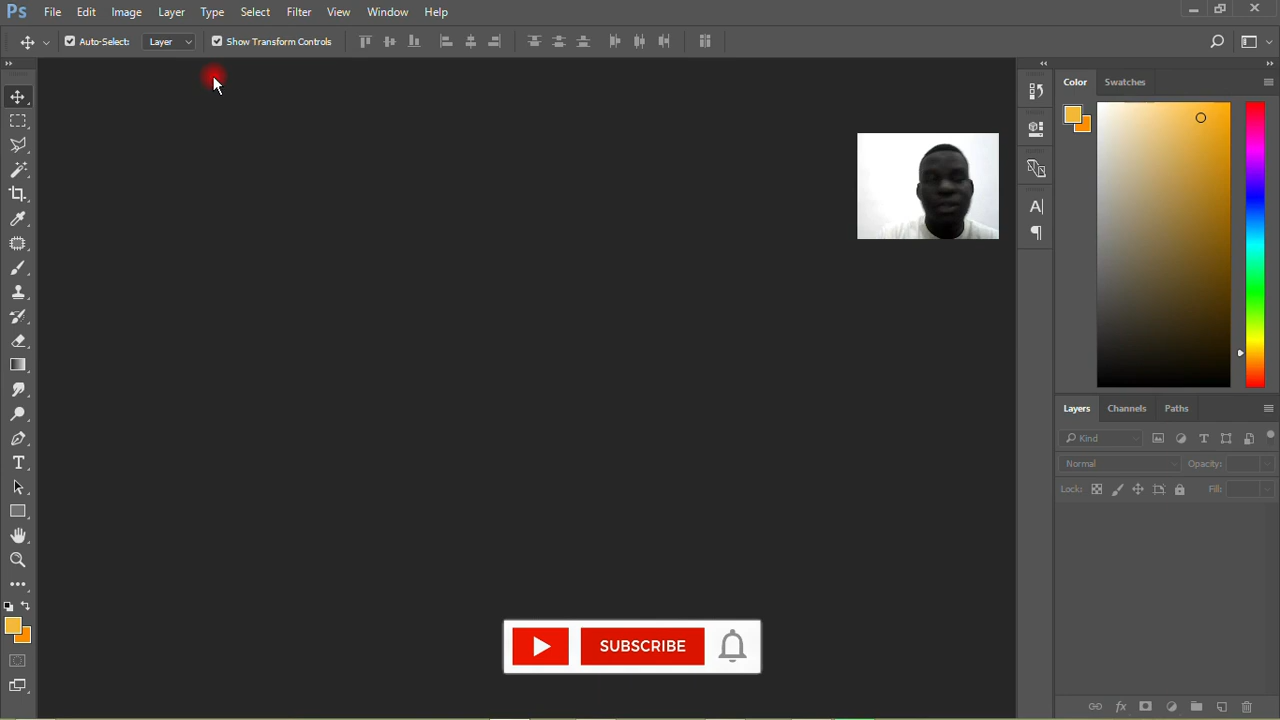 Ps File Edit Image Layer Type Select Filter View Window Help
Auto-Select: Layer Show Transform Controls
Color Swatches
Layers Channels Paths
Kind
Normal Opacity:
Lock: Fill:
SUBSCRIBE